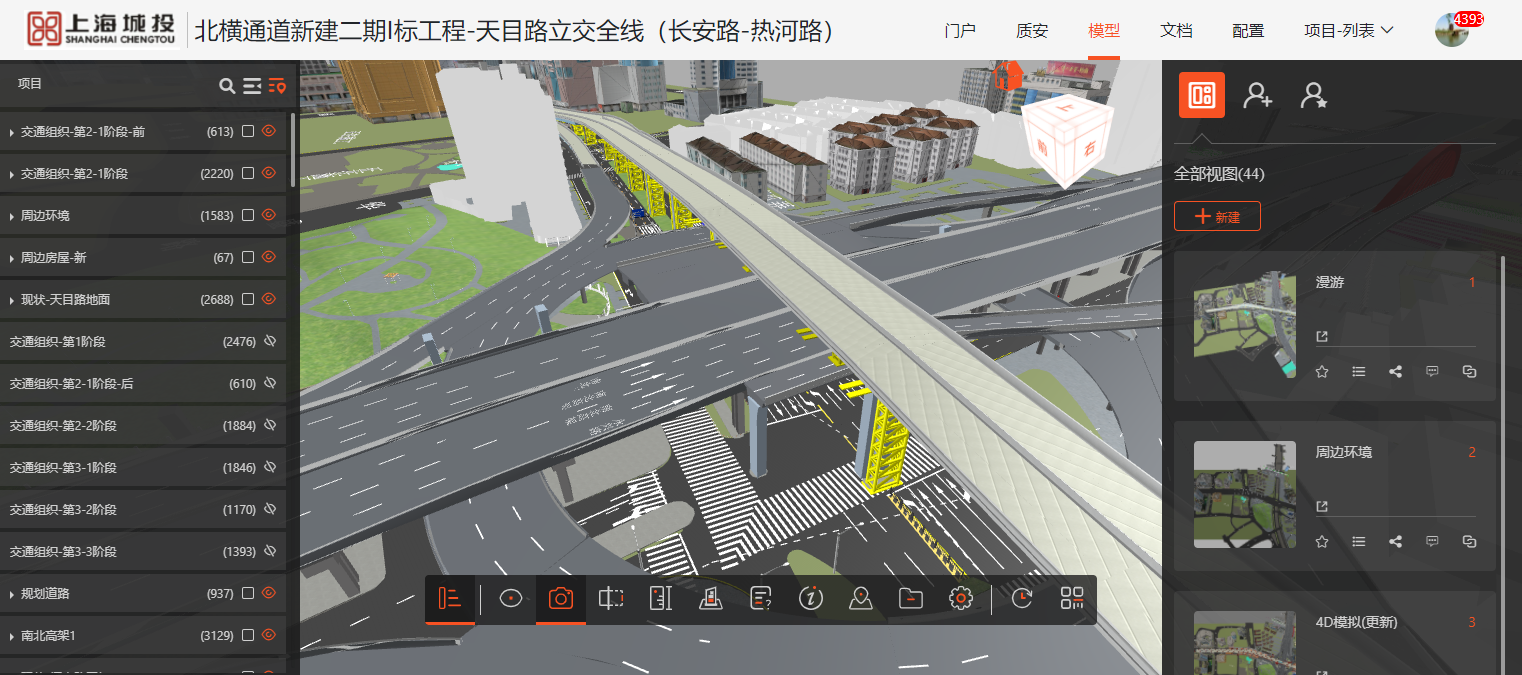 上海城投
SHANGHAI CHENGTOU
北横通道新建二期I标工程-天目路立交全线（长安路-热河路）
门户
质安
模型
文档
配置
项目-列表
4393
项目
交通组织-第2-1阶段-前 (613)
交通组织-第2-1阶段 (2220)
周边环境 (1583)
周边房屋-新 (67)
现状-天目路地面 (2688)
交通组织-第1阶段 (2476)
交通组织-第2-1阶段-后 (610)
交通组织-第2-2阶段 (1884)
交通组织-第3-1阶段 (1846)
交通组织-第3-2阶段 (1170)
交通组织-第3-3阶段 (1393)
规划道路 (937)
南北高架1 (3129)
上
前
右
全部视图(44)
新建
漫游 1
周边环境 2
4D模拟(更新) 3